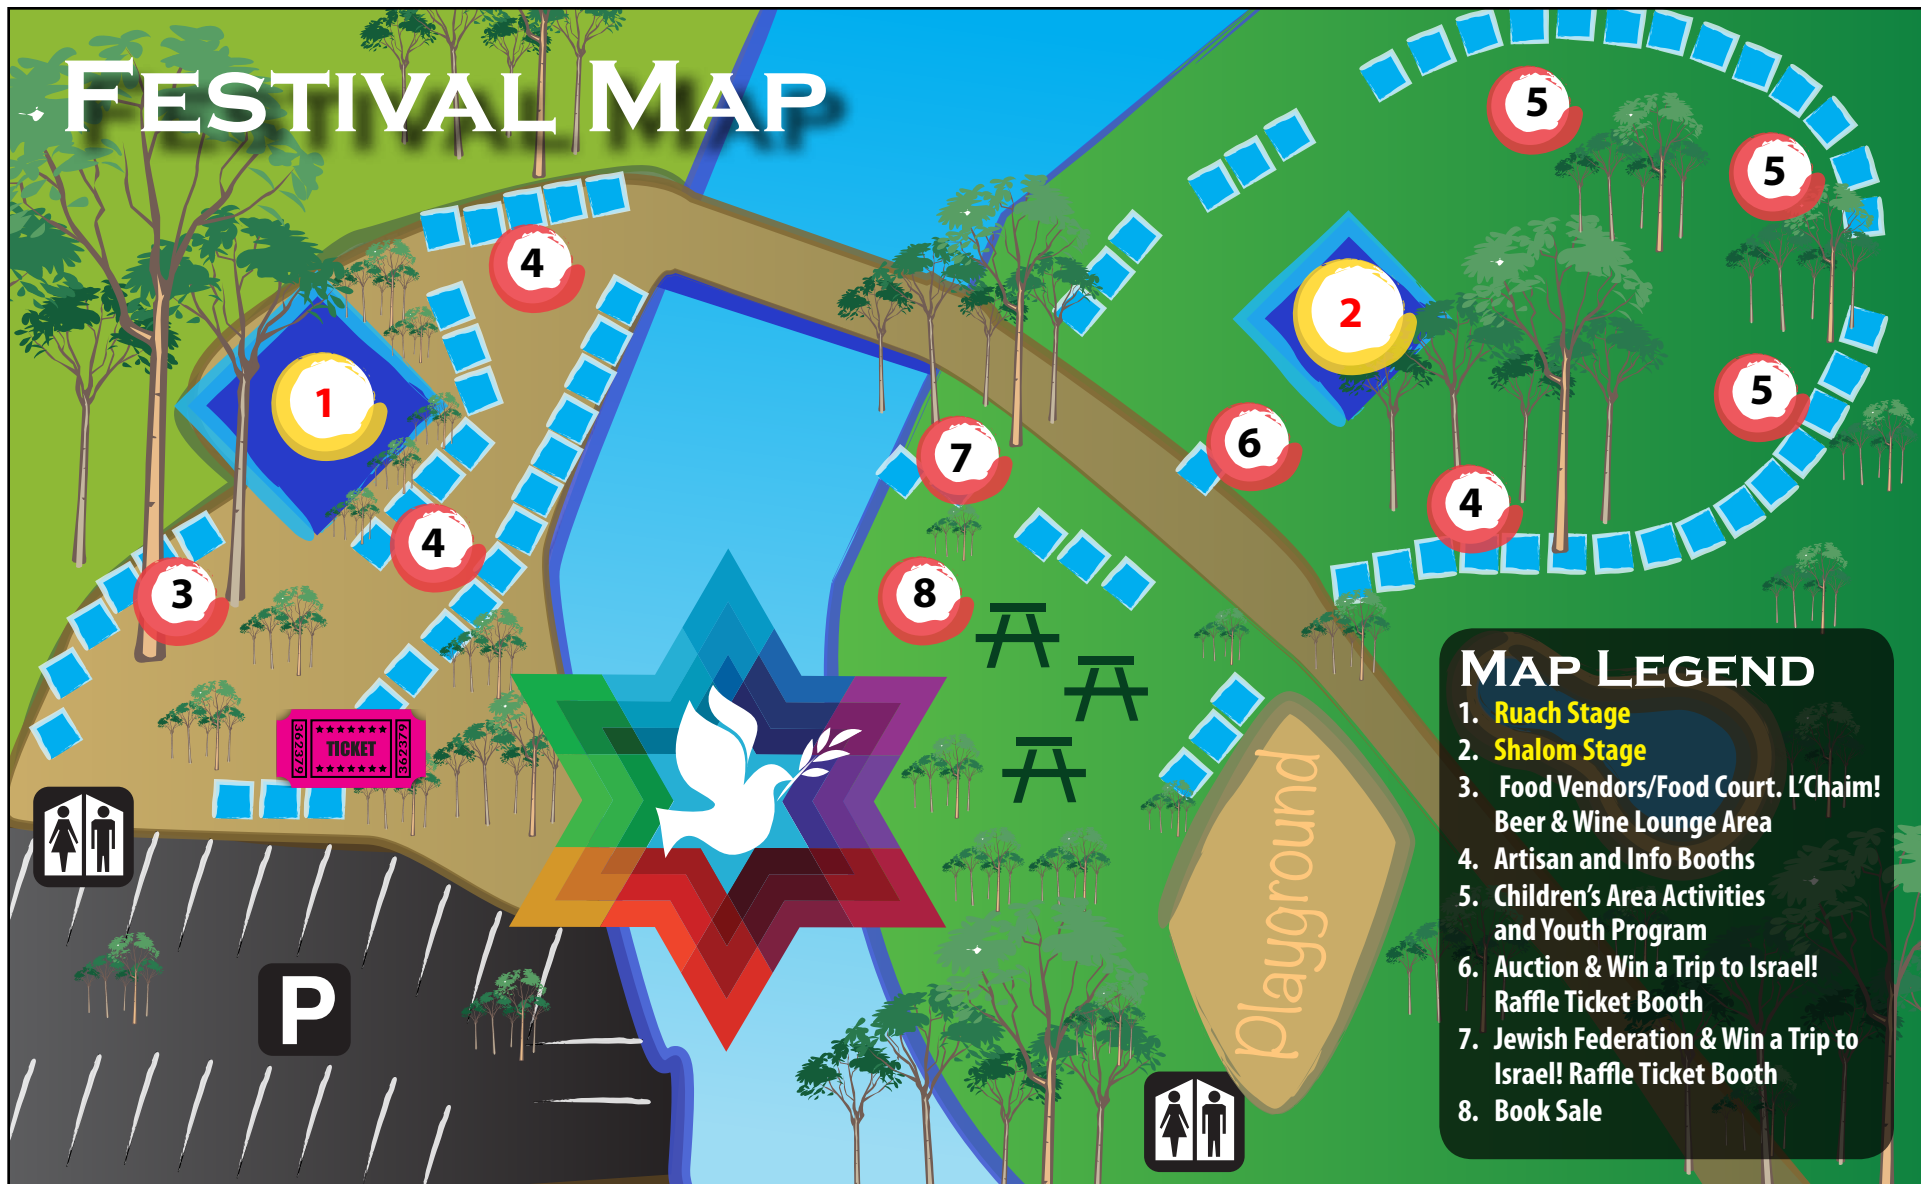 FESTIVAL MAP
5
5
4
2
1
5
6
7
4
4
3
8
MAP LEGEND
1. Ruach Stage
2. Shalom Stage
3. Food Vendors/Food Court. L’Chaim!
Beer & Wine Lounge Area
4. Artisan and Info Booths
5. Children’s Area Activities
and Youth Program
6. Auction & Win a Trip to Israel!
Raffle Ticket Booth
7. Jewish Federation & Win a Trip to
Israel! Raffle Ticket Booth
8. Book Sale
362379
TICKET
362379
playground
P